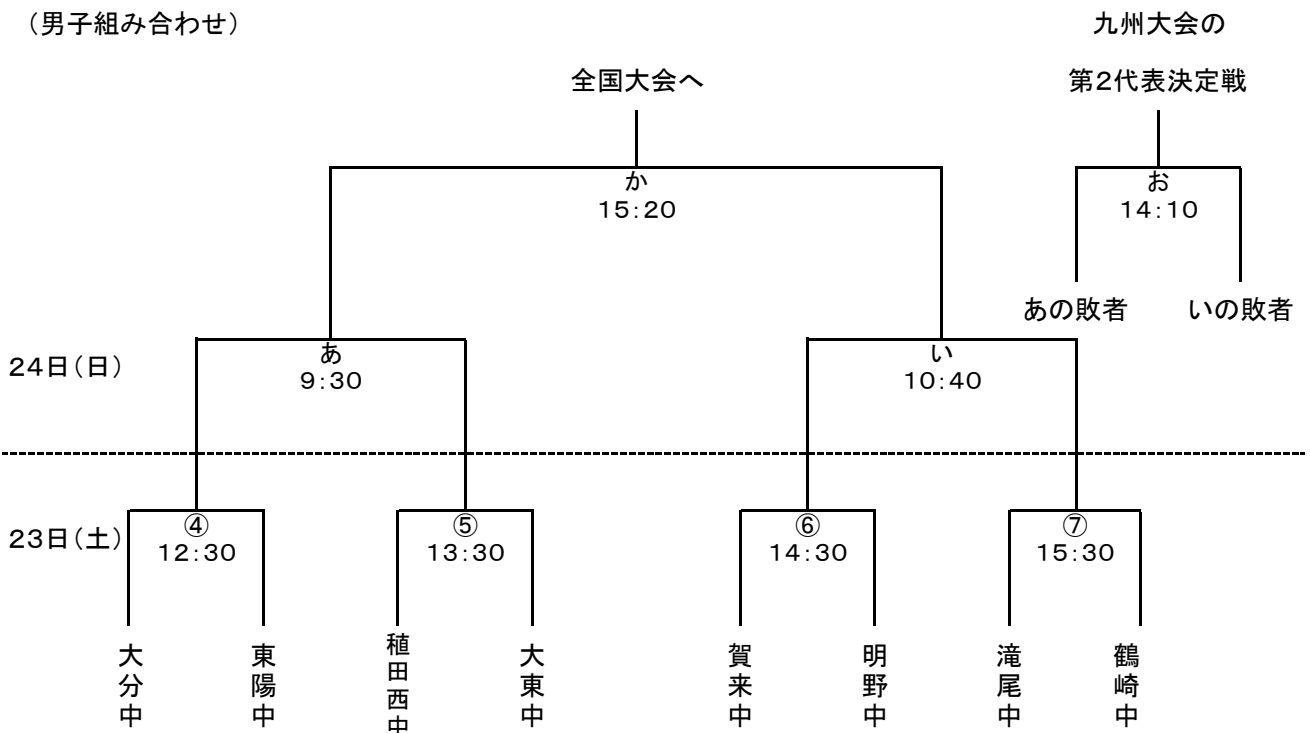 （男子組み合わせ）
九州大会の
全国大会へ
第2代表決定戦
か
15：20
お
14：10
あの敗者
いの敗者
24日（日）
あ
9：30
い
10：40
23日（土）
④
12：30
⑤
13：30
⑥
14：30
⑦
15：30
大分中
東陽中
稙田西中
大東中
賀来中
明野中
滝尾中
鶴崎中